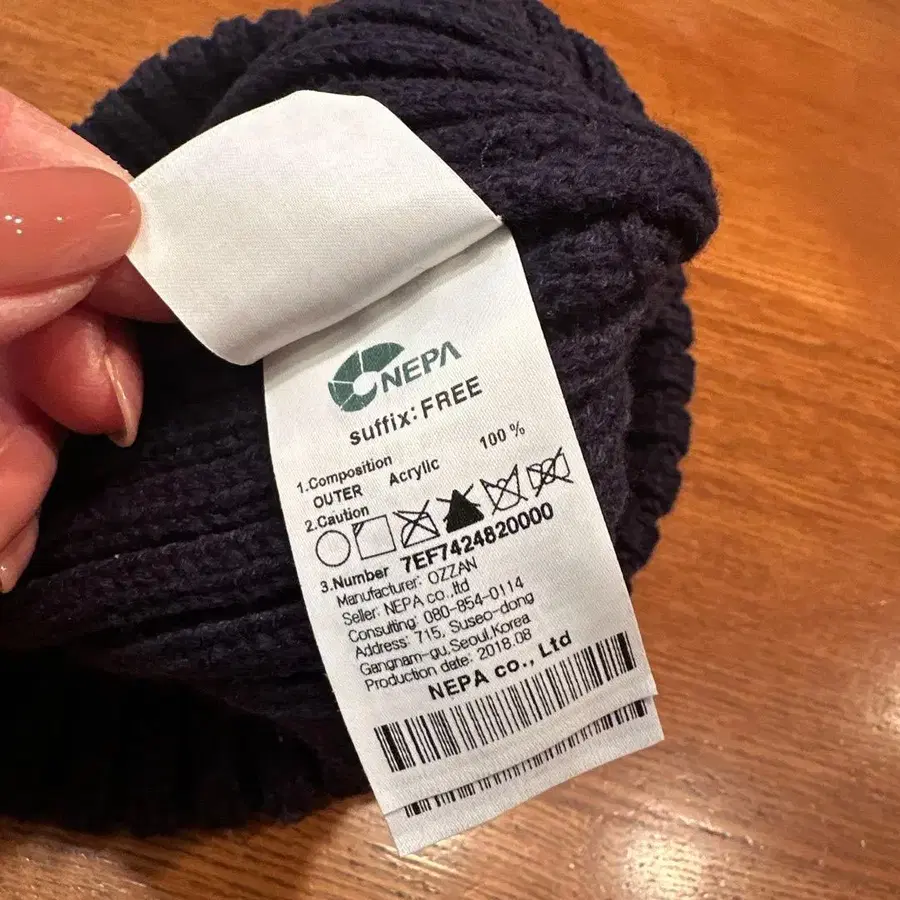 NEPA
suffix: FREE
1.Composition
OUTER Acrylic 100 %
2.Caution
3.Number 7EF7424820000
Manufacturer: OZZAN
Seller: NEPA co.,ltd
Consulting: 080-854-0114
Address: 715, Suseo-dong
Gangnam-gu,Seoul,Korea
Production date: 2018.08
NEPA co., Ltd